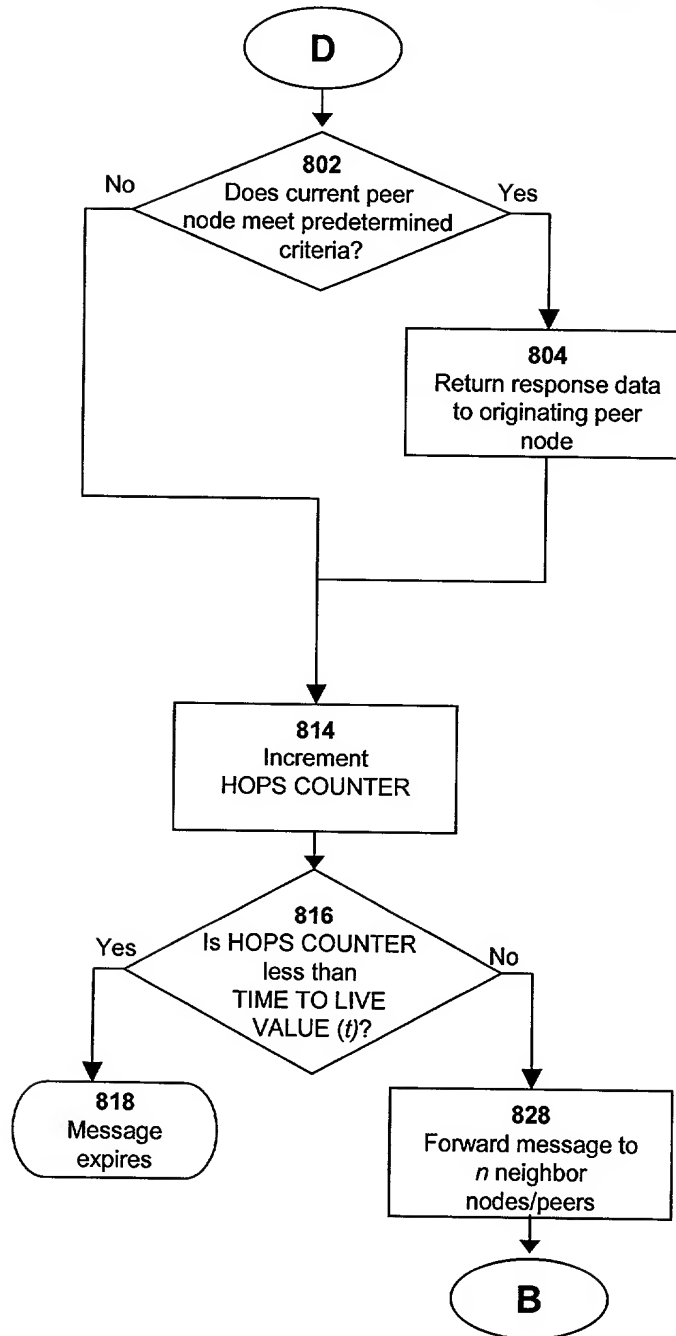 D
802
Does current peer
node meet predetermined
criteria?
No
Yes
804
Return response data
to originating peer
node
814
Increment
HOPS COUNTER
816
Is HOPS COUNTER
less than
TIME TO LIVE
VALUE (t)?
Yes
No
818
Message
expires
828
Forward message to
n neighbor
nodes/peers
B